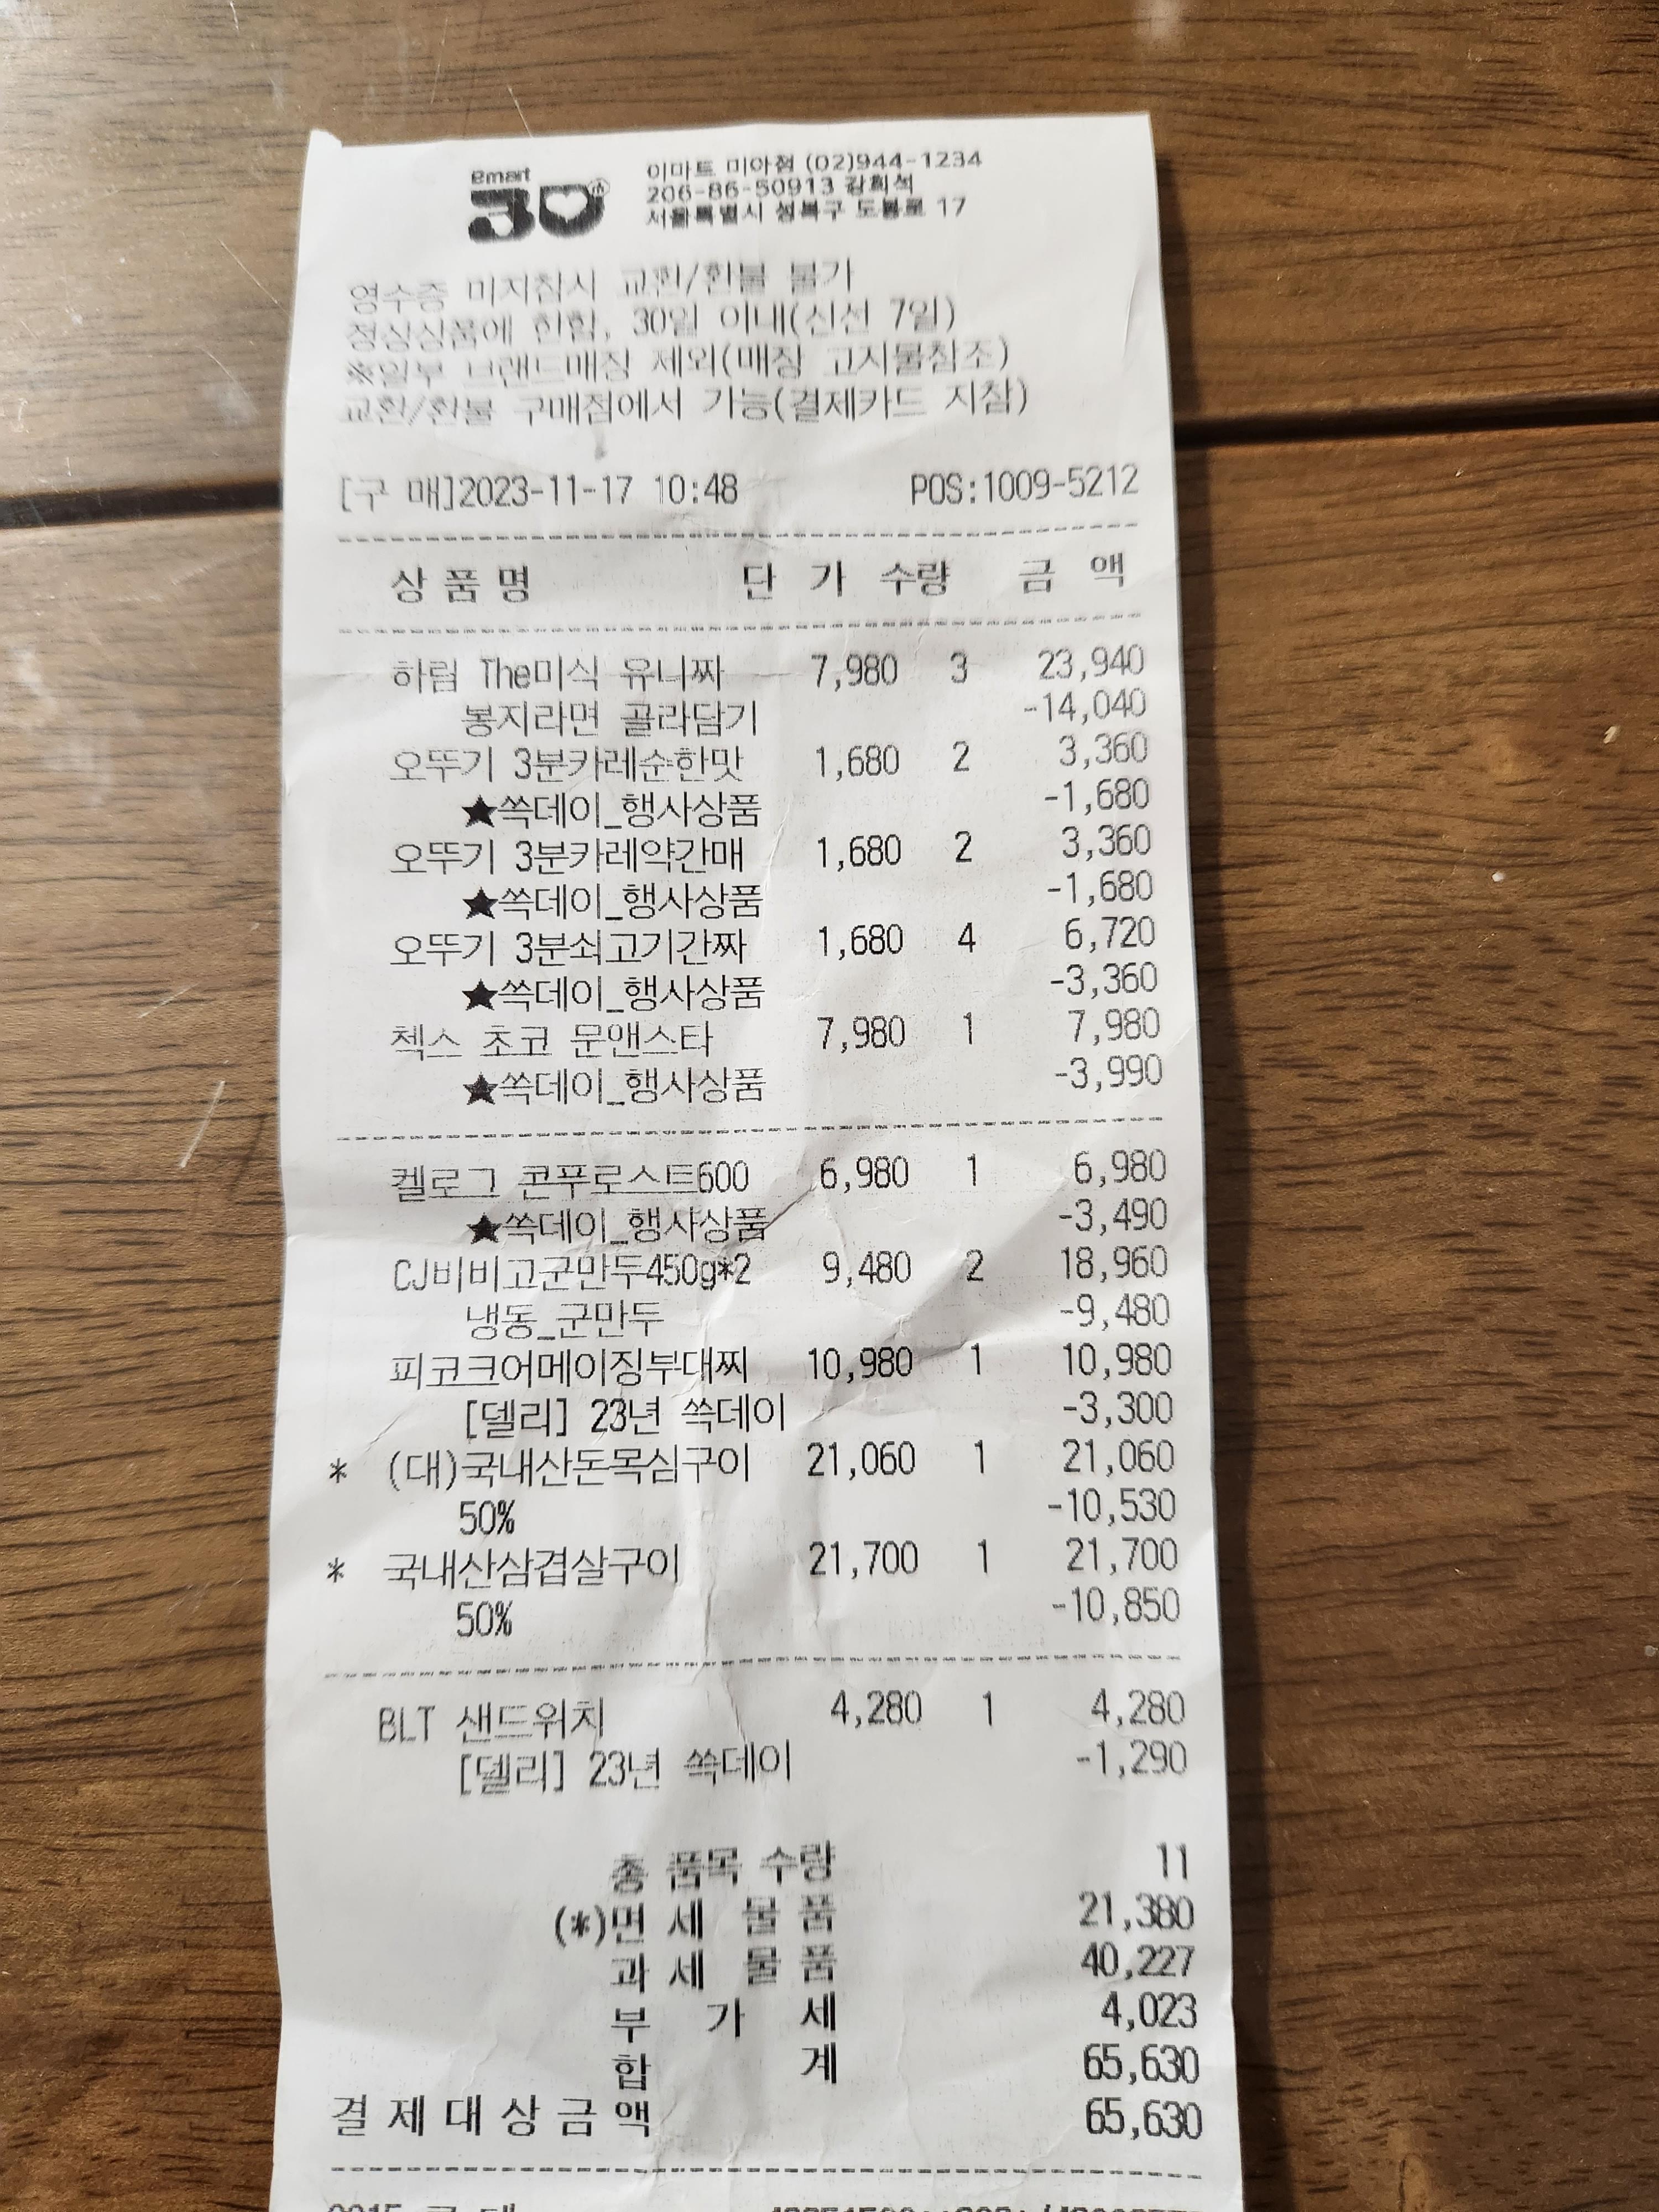 emart
30
이마트 미아점 (02)944-1234
206-86-50913 강희석
서울특별시 성북구 도봉로 17
영수증 미지참시 교환/환불 불가
정상상품에 한함, 30일 이내(신선 7일)
※일부 브랜드매장 제외(매장 고지물참조)
교환/환불 구매점에서 가능(결제카드 지참)
[구 매]2023-11-17 10:48 POS:1009-5212
상 품 명 단 가 수량 금 액
하림 The미식 유니짜 7,980 3 23,940
봉지라면 골라담기 -14,040
오뚜기 3분카레순한맛 1,680 2 3,360
★쓱데이_행사상품 -1,680
오뚜기 3분카레약간매 1,680 2 3,360
★쓱데이_행사상품 -1,680
오뚜기 3분쇠고기간짜 1,680 4 6,720
★쓱데이_행사상품 -3,360
첵스 초코 문앤스타 7,980 1 7,980
★쓱데이_행사상품 -3,990
켈로그 콘푸로스트600 6,980 1 6,980
★쓱데이_행사상품 -3,490
CJ비비고군만두450g*2 9,480 2 18,960
냉동_군만두 -9,480
피코크어메이징부대찌 10,980 1 10,980
[델리] 23년 쓱데이 -3,300
* (대)국내산돈목심구이 21,060 1 21,060
50% -10,530
* 국내산삼겹살구이 21,700 1 21,700
50% -10,850
BLT 샌드위치 4,280 1 4,280
[델리] 23년 쓱데이 -1,290
총 품목 수량 11
(*)면 세 물 품 21,380
과 세 물 품 40,227
부 가 세 4,023
합 계 65,630
결 제 대 상 금 액 65,630